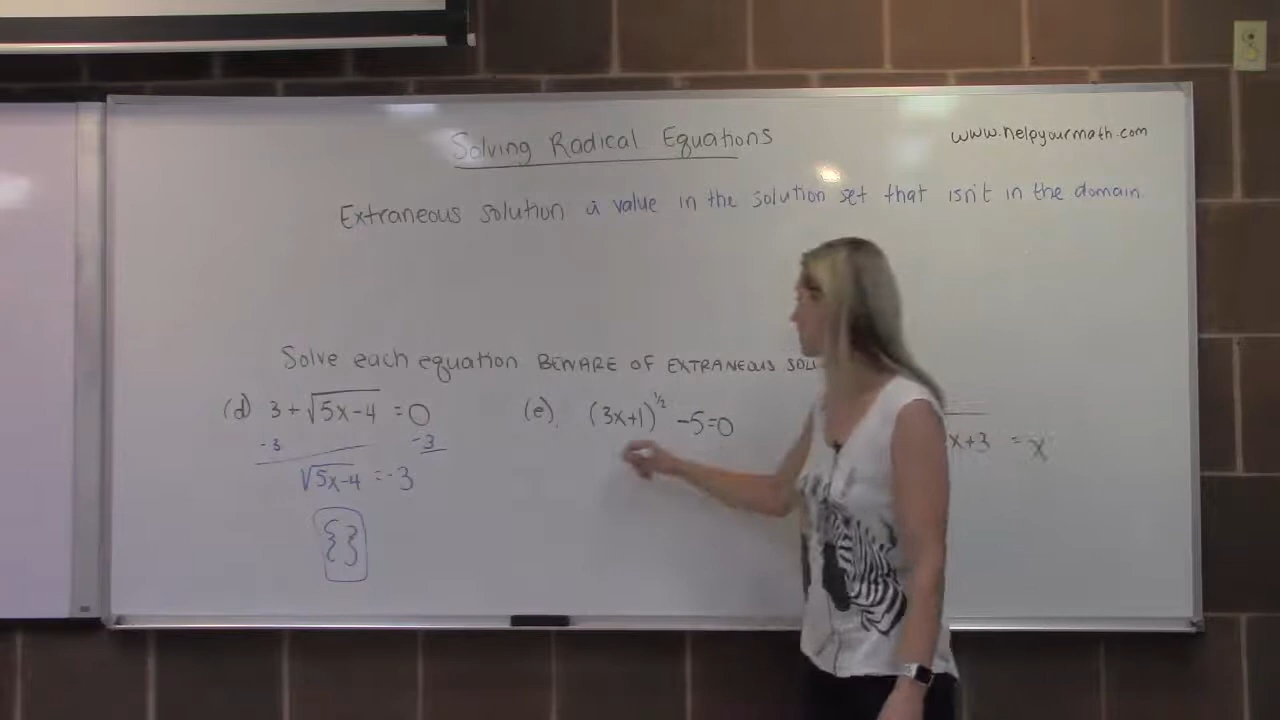 Solving Radical Equations
www.helpyourmath.com
Extraneous solution a value in the solution set that isn't in the domain
Solve each equation BEWARE OF EXTRANEOUS SOLU
(d) 3 + √5x-4 = 0
-3 -3
√5x-4 = -3
{ }
(e) (3x+1)^½ -5=0
x+3 = x